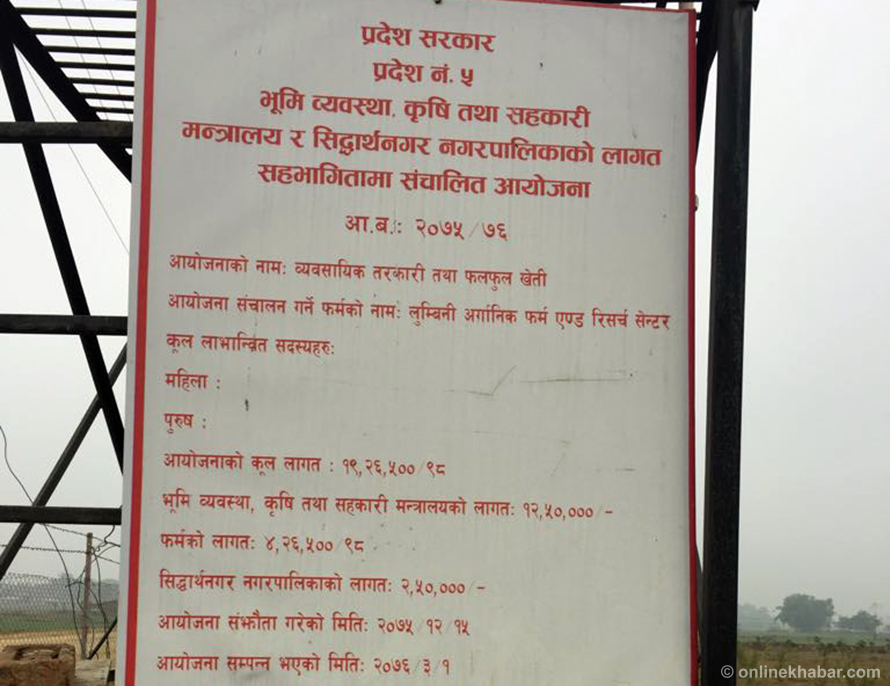 प्रदेश सरकार
प्रदेश नं. ५
भूमि व्यवस्था, कृषि तथा सहकारी
मन्त्रालय र सिद्धार्थनगर नगरपालिकाको लागत
सहभागितामा संचालित आयोजना
आ.ब.: २०७५/७६
आयोजनाको नाम: व्यवसायिक तरकारी तथा फलफुल खेती
आयोजना संचालन गर्ने फर्मको नाम: लुम्बिनी अर्गानिक फर्म एण्ड रिसर्च सेन्टर
कूल लाभान्वित सदस्यहरु:
महिला :
पुरुष :
आयोजनाको कूल लागत : १९,२६,५००/९८
भूमि व्यवस्था, कृषि तथा सहकारी मन्त्रालयको लागत: १२,५०,०००/-
फर्मको लागत: ४,२६,५००/९८
सिद्धार्थनगर नगरपालिकाको लागत: २,५०,०००/-
आयोजना संझौता गरेको मिति: २०७५/१२/१५
आयोजना सम्पन्न भएको मिति: २०७६/३/१
© onlinekhabar.com